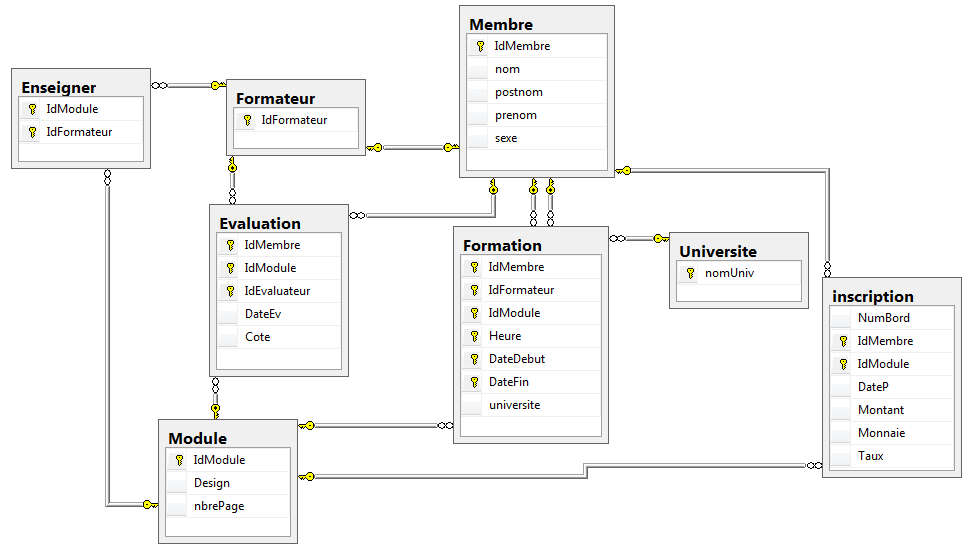 Membre
IdMembre
nom
postnom
prenom
sexe
Enseigner
IdModule
IdFormateur
Formateur
IdFormateur
Evaluation
IdMembre
IdModule
IdEvaluateur
DateEv
Cote
Formation
IdMembre
IdFormateur
IdModule
Heure
DateDebut
DateFin
universite
Universite
nomUniv
inscription
NumBord
IdMembre
IdModule
DateP
Montant
Monnaie
Taux
Module
IdModule
Design
nbrePage